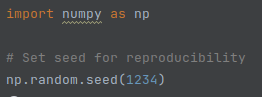 import numpy as np
# Set seed for reproducibility
np.random.seed(1234)